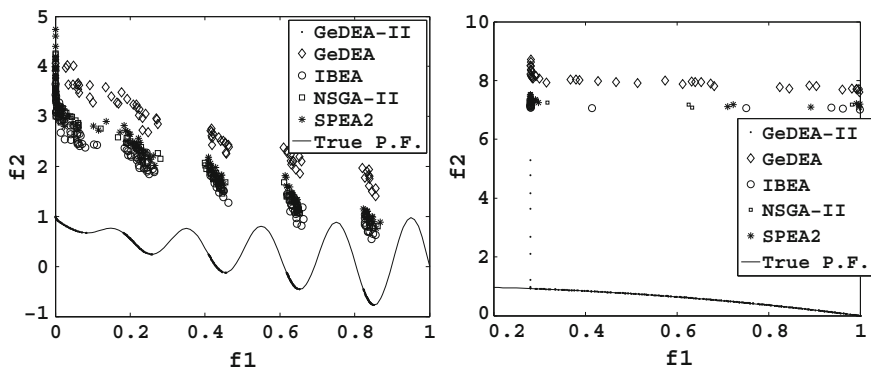 5
4
3
2
1
0
-1
f2
0
0.2
0.4
0.6
0.8
1
f1
GeDEA-II
GeDEA
IBEA
NSGA-II
SPEA2
True P.F.
10
8
6
4
2
0
f2
0.2
0.4
0.6
0.8
1
f1
GeDEA-II
GeDEA
IBEA
NSGA-II
SPEA2
True P.F.